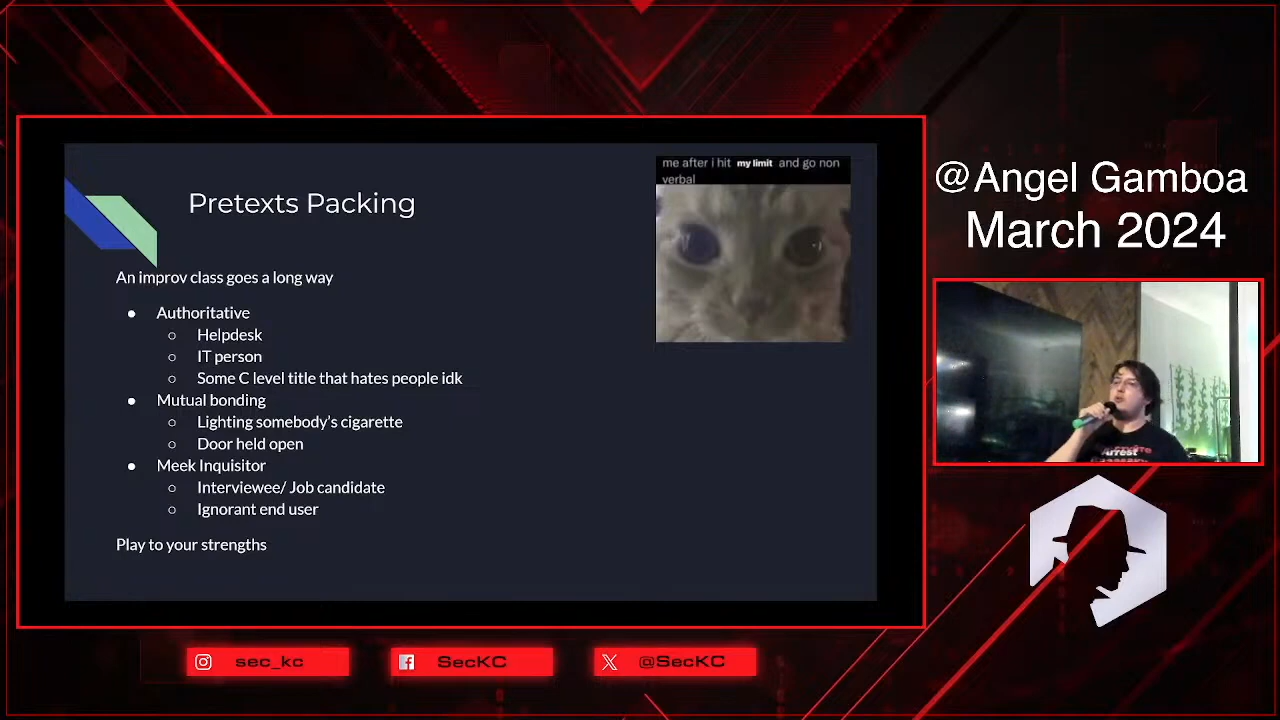 Pretexts Packing
An improv class goes a long way
● Authoritative
○ Helpdesk
○ IT person
○ Some C level title that hates people idk
● Mutual bonding
○ Lighting somebody's cigarette
○ Door held open
● Meek Inquisitor
○ Interviewee/ Job candidate
○ Ignorant end user
Play to your strengths
me after i hit my limit and go non
verbal
@Angel Gamboa
March 2024
Arrest
sec_kc
SecKC
@SecKC